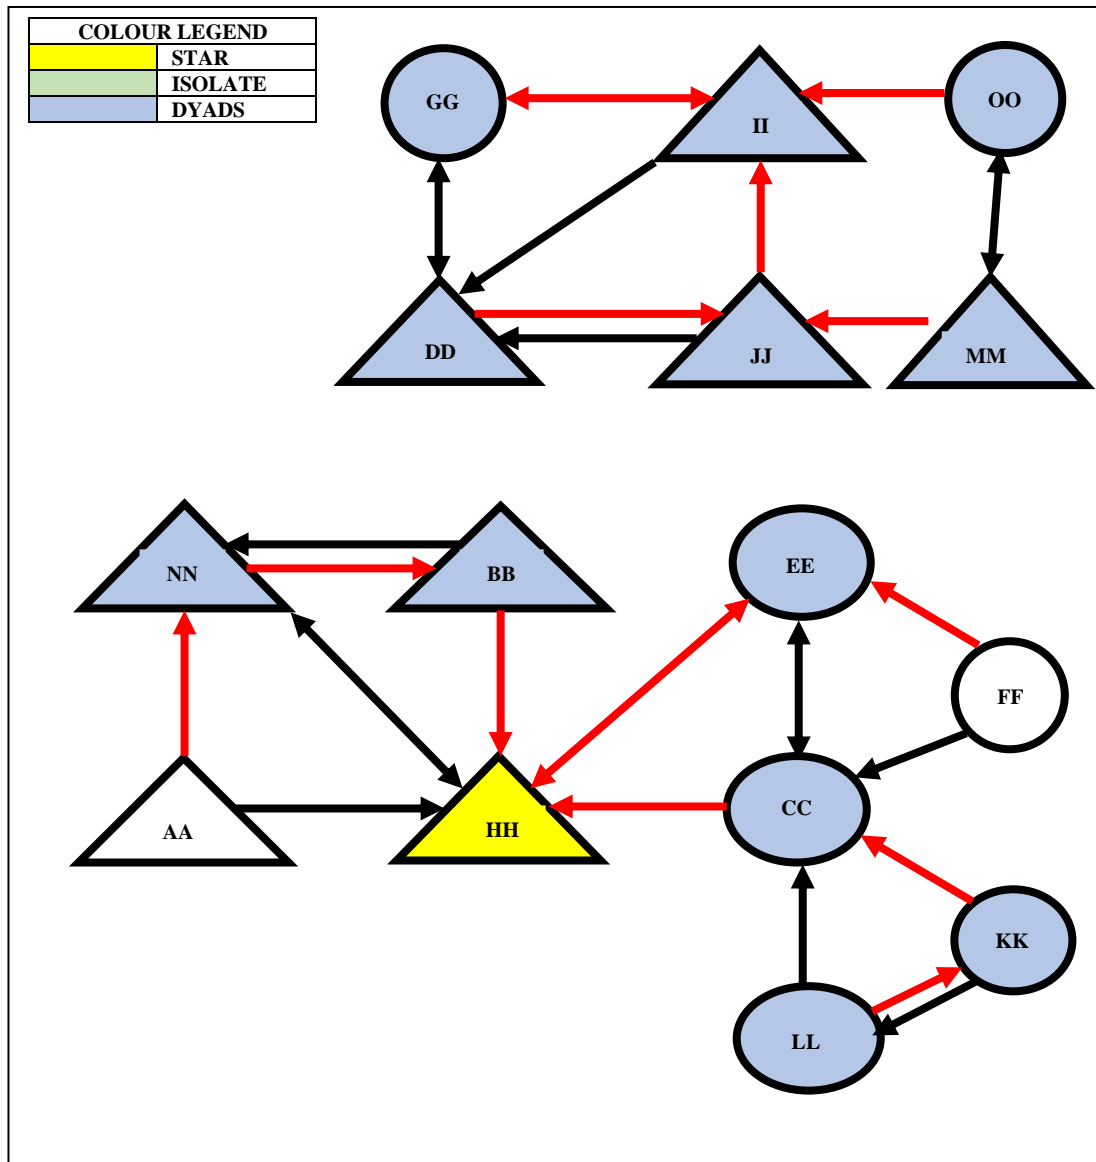 COLOUR LEGEND
STAR
ISOLATE
DYADS
GG
II
OO
DD
JJ
MM
NN
BB
EE
FF
AA
HH
CC
KK
LL